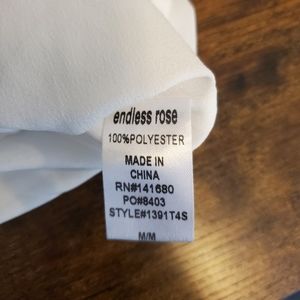 endless rose
100%POLYESTER
MADE IN
CHINA
RN#141680
PO#8403
STYLE#1391T4S
M/M